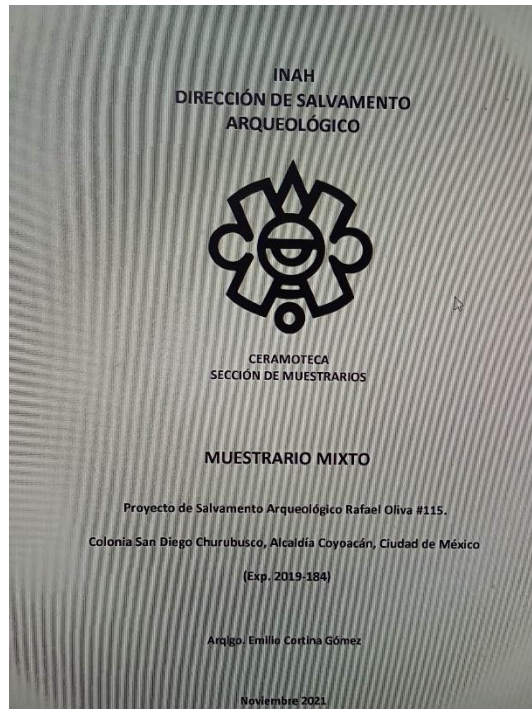 INAH
DIRECCIÓN DE SALVAMENTO
ARQUEOLÓGICO
CERAMOTECA
SECCIÓN DE MUESTRARIOS
MUESTRARIO MIXTO
Proyecto de Salvamento Arqueológico Rafael Oliva #115.
Colonia San Diego Churubusco, Alcaldía Coyoacán, Ciudad de México
(Exp. 2019-184)
Arqlgo. Emilio Cortina Gómez
Noviembre 2021